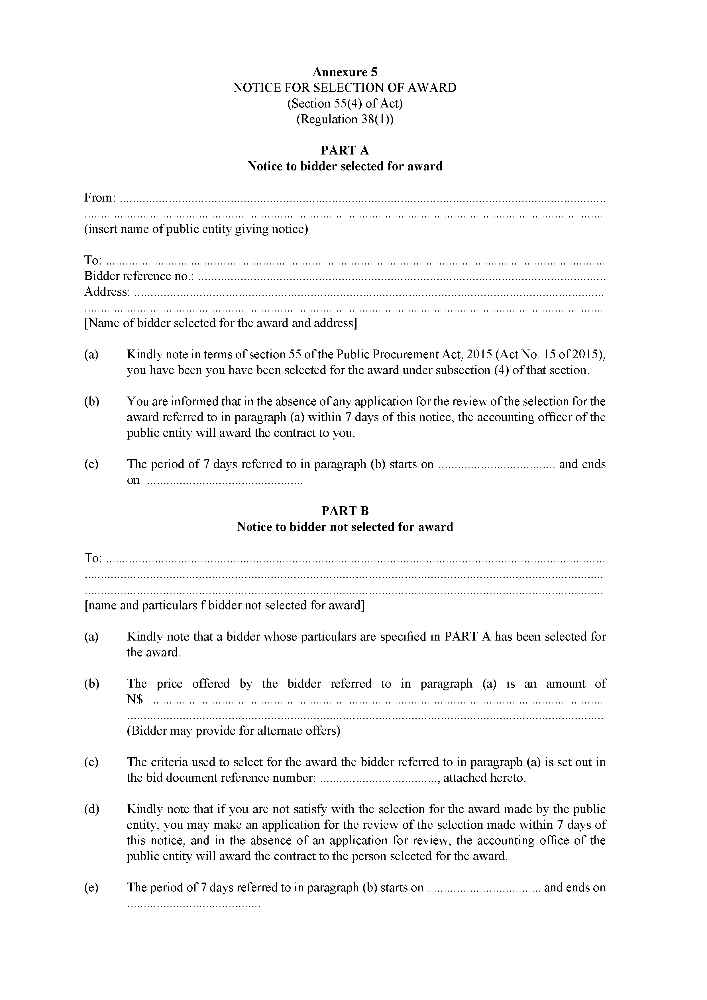 Annexure 5
NOTICE FOR SELECTION OF AWARD
(Section 55(4) of Act)
(Regulation 38(1))
PART A
Notice to bidder selected for award
From: ....................................................................................................................................................
..............................................................................................................................................................
(insert name of public entity giving notice)
To: ........................................................................................................................................................
Bidder reference no.: ............................................................................................................................
Address: ...............................................................................................................................................
..............................................................................................................................................................
[Name of bidder selected for the award and address]
(a) Kindly note in terms of section 55 of the Public Procurement Act, 2015 (Act No. 15 of 2015),
you have been you have been selected for the award under subsection (4) of that section.
(b) You are informed that in the absence of any application for the review of the selection for the
award referred to in paragraph (a) within 7 days of this notice, the accounting officer of the
public entity will award the contract to you.
(c) The period of 7 days referred to in paragraph (b) starts on .................................... and ends
on ................................................
PART B
Notice to bidder not selected for award
To: ........................................................................................................................................................
..............................................................................................................................................................
..............................................................................................................................................................
[name and particulars f bidder not selected for award]
(a) Kindly note that a bidder whose particulars are specified in PART A has been selected for
the award.
(b) The price offered by the bidder referred to in paragraph (a) is an amount of
N$ ...........................................................................................................................................
.................................................................................................................................................
(Bidder may provide for alternate offers)
(c) The criteria used to select for the award the bidder referred to in paragraph (a) is set out in
the bid document reference number: ...................................., attached hereto.
(d) Kindly note that if you are not satisfy with the selection for the award made by the public
entity, you may make an application for the review of the selection made within 7 days of
this notice, and in the absence of an application for review, the accounting office of the
public entity will award the contract to the person selected for the award.
(e) The period of 7 days referred to in paragraph (b) starts on ................................... and ends on
.........................................